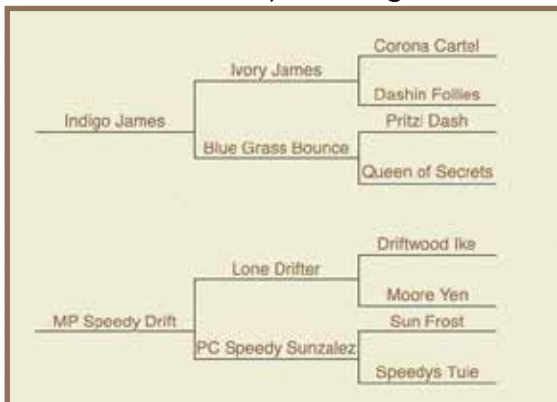 Corona Cartel
Ivory James
Dashin Follies
Indigo James
Pritzi Dash
Blue Grass Bounce
Queen of Secrets
Driftwood Ike
Lone Drifter
Moore Yen
MP Speedy Drift
Sun Frost
PC Speedy Sunzalez
Speedys Tuie